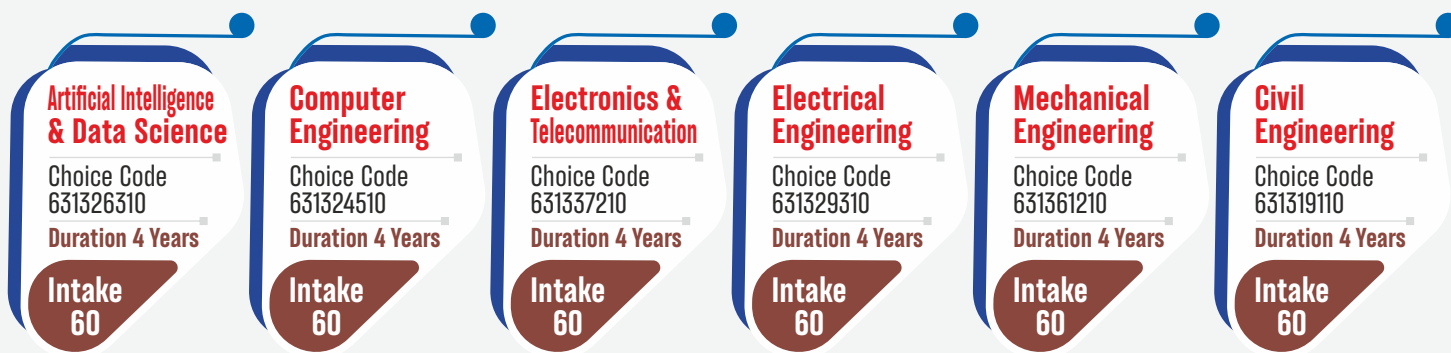 Artificial Intelligence
& Data Science
Choice Code
631326310
Duration 4 Years
Intake
60
Computer
Engineering
Choice Code
631324510
Duration 4 Years
Intake
60
Electronics &
Telecommunication
Choice Code
631337210
Duration 4 Years
Intake
60
Electrical
Engineering
Choice Code
631329310
Duration 4 Years
Intake
60
Mechanical
Engineering
Choice Code
631361210
Duration 4 Years
Intake
60
Civil
Engineering
Choice Code
631319110
Duration 4 Years
Intake
60